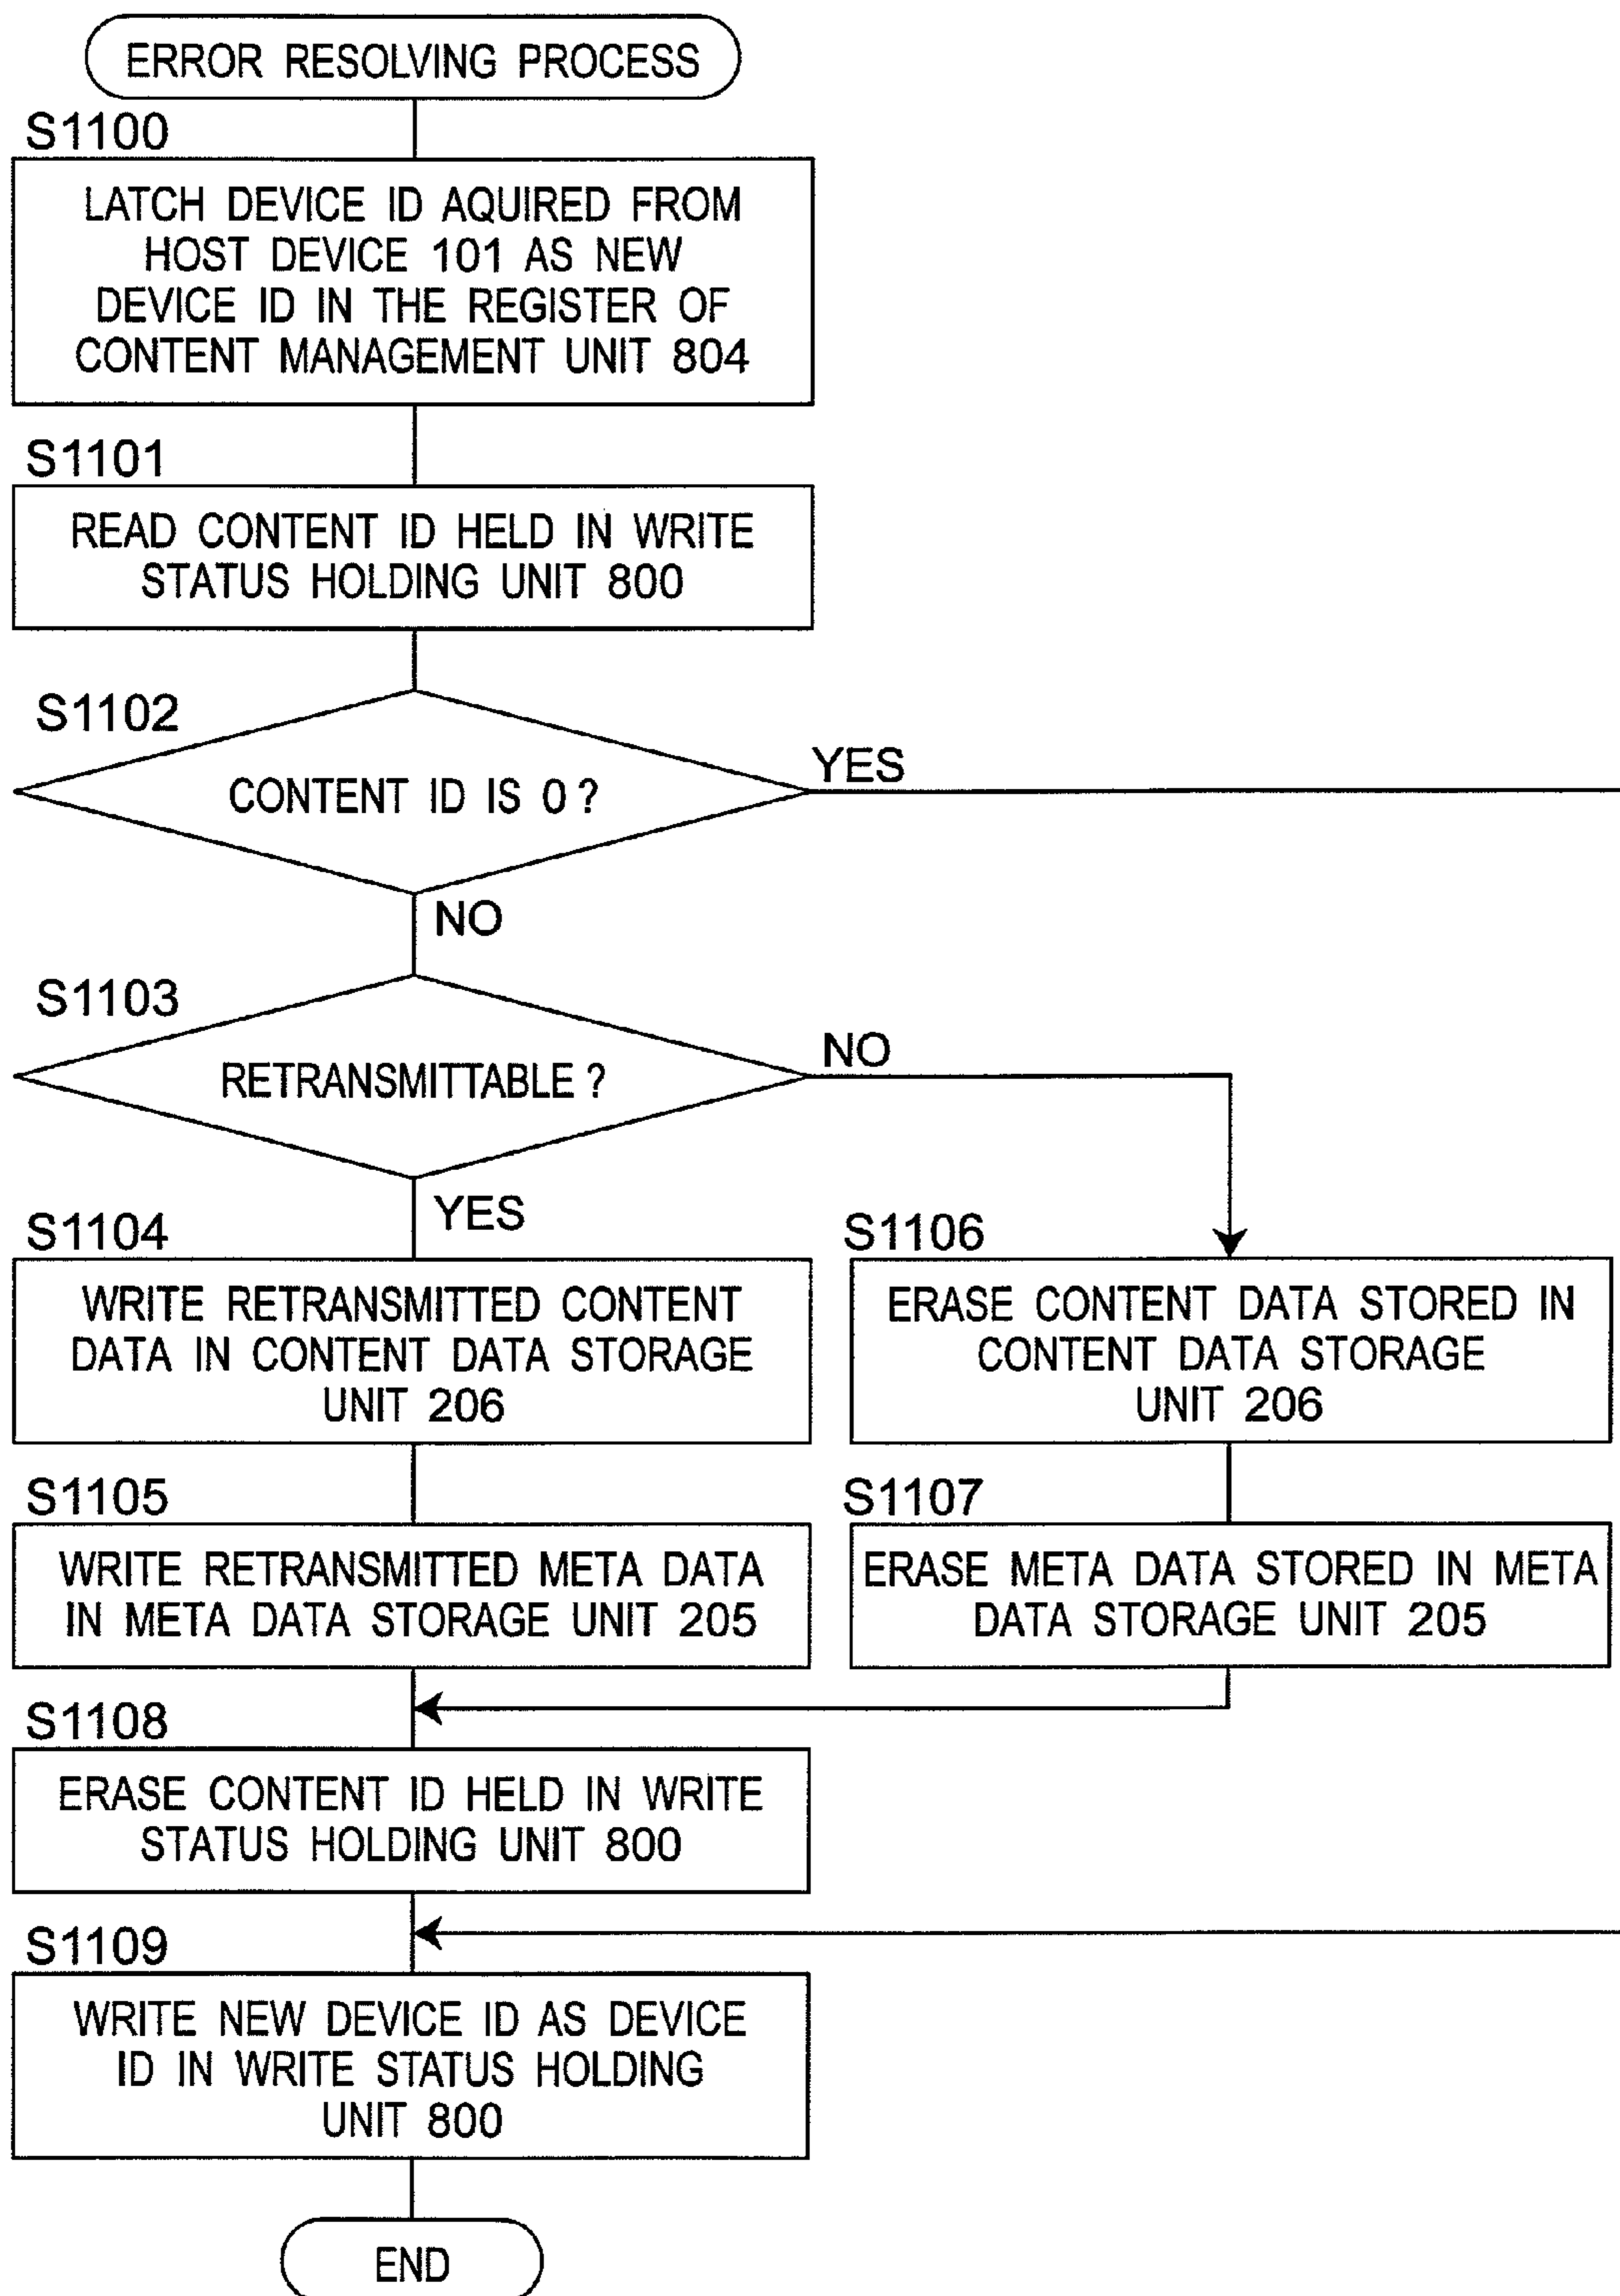 ERROR RESOLVING PROCESS
S1100
LATCH DEVICE ID AQUIRED FROM
HOST DEVICE 101 AS NEW
DEVICE ID IN THE REGISTER OF
CONTENT MANAGEMENT UNIT 804
S1101
READ CONTENT ID HELD IN WRITE
STATUS HOLDING UNIT 800
S1102
CONTENT ID IS 0 ?
YES
NO
S1103
RETRANSMITTABLE ?
NO
YES
S1104
WRITE RETRANSMITTED CONTENT
DATA IN CONTENT DATA STORAGE
UNIT 206
S1106
ERASE CONTENT DATA STORED IN
CONTENT DATA STORAGE
UNIT 206
S1105
WRITE RETRANSMITTED META DATA
IN META DATA STORAGE UNIT 205
S1107
ERASE META DATA STORED IN META
DATA STORAGE UNIT 205
S1108
ERASE CONTENT ID HELD IN WRITE
STATUS HOLDING UNIT 800
S1109
WRITE NEW DEVICE ID AS DEVICE
ID IN WRITE STATUS HOLDING
UNIT 800
END